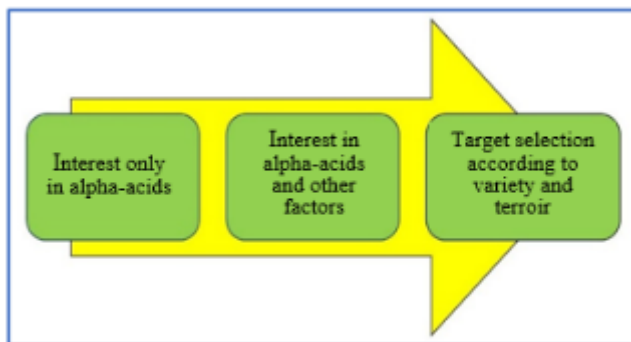 Interest only
in alpha-acids
Interest in
alpha-acids
and other
factors
Target selection
according to
variety and
terroir